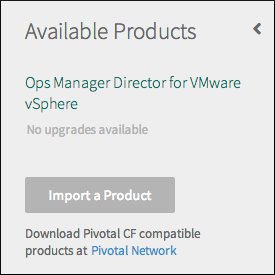 Available Products
Ops Manager Director for VMware
vSphere
No upgrades available
Import a Product
Download Pivotal CF compatible
products at Pivotal Network